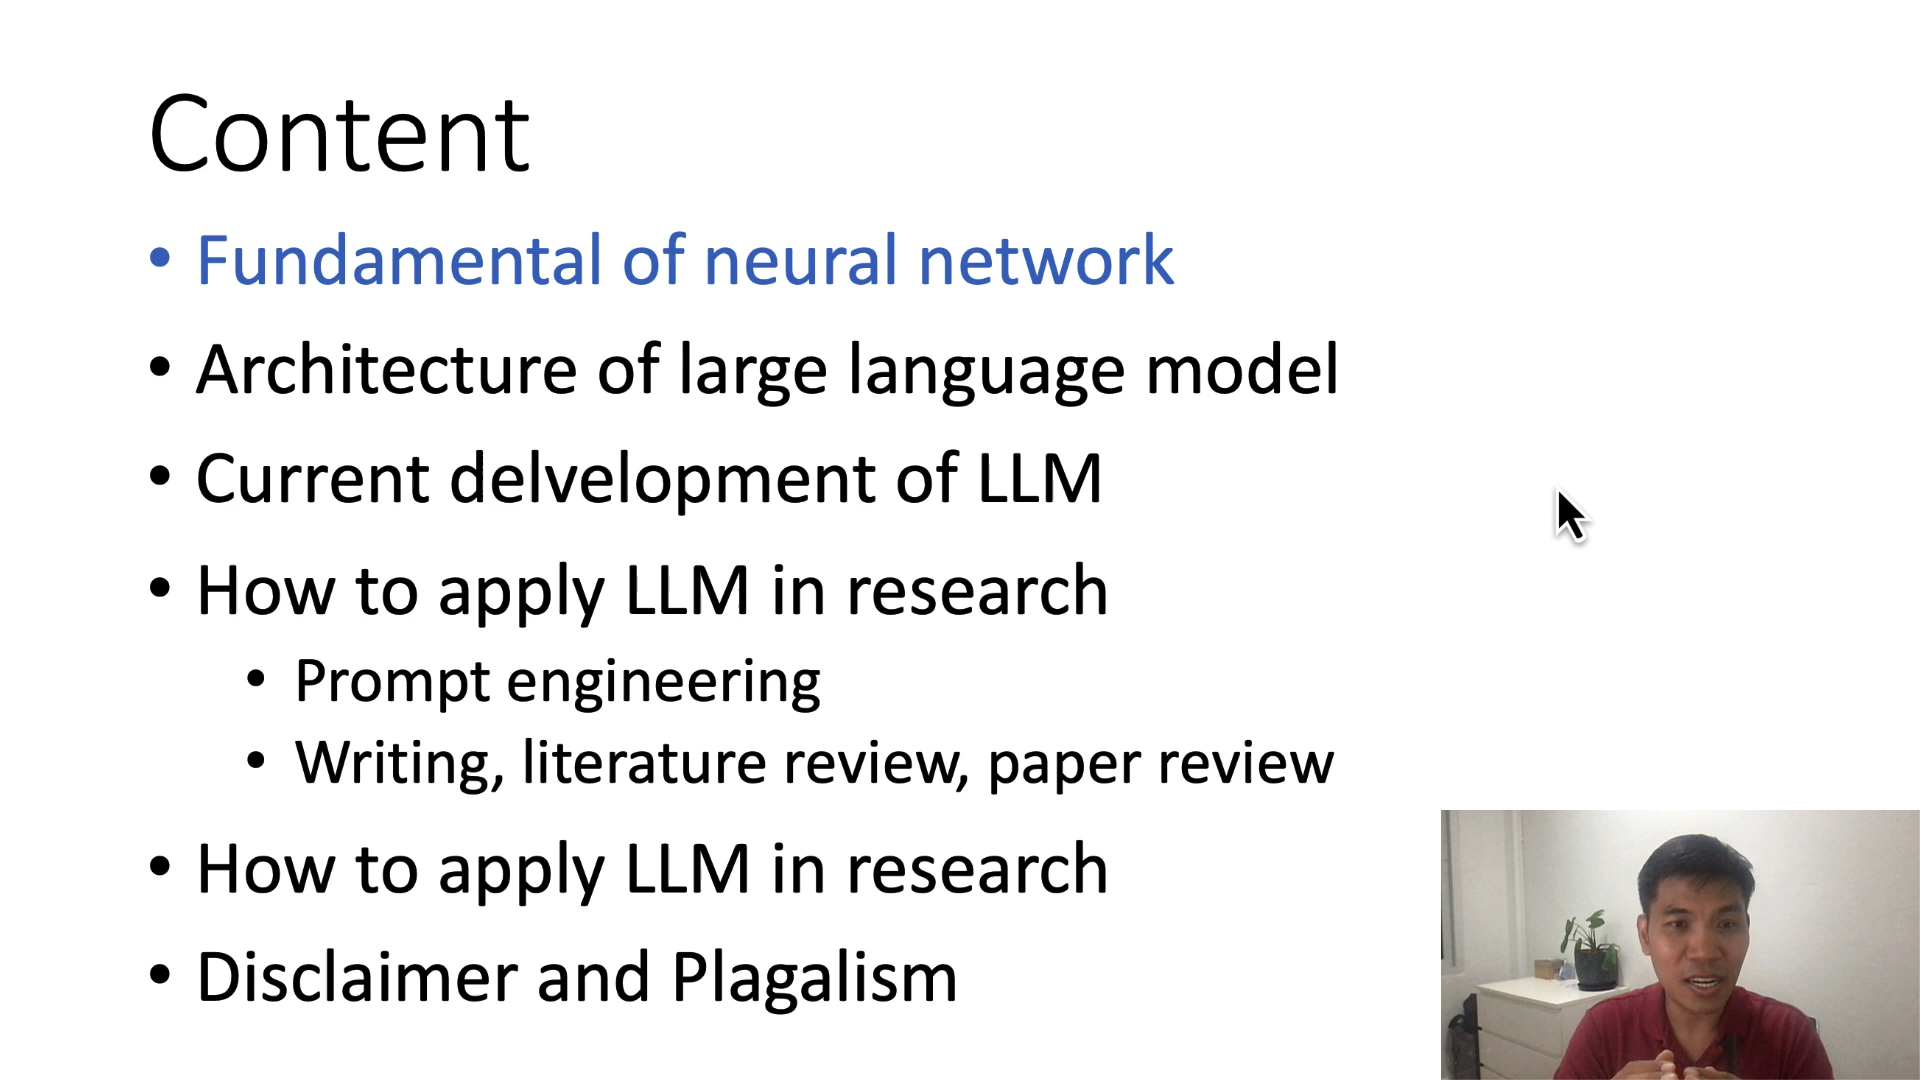 Content
• Fundamental of neural network
• Architecture of large language model
• Current delvelopment of LLM
• How to apply LLM in research
• Prompt engineering
• Writing, literature review, paper review
• How to apply LLM in research
• Disclaimer and Plagalism